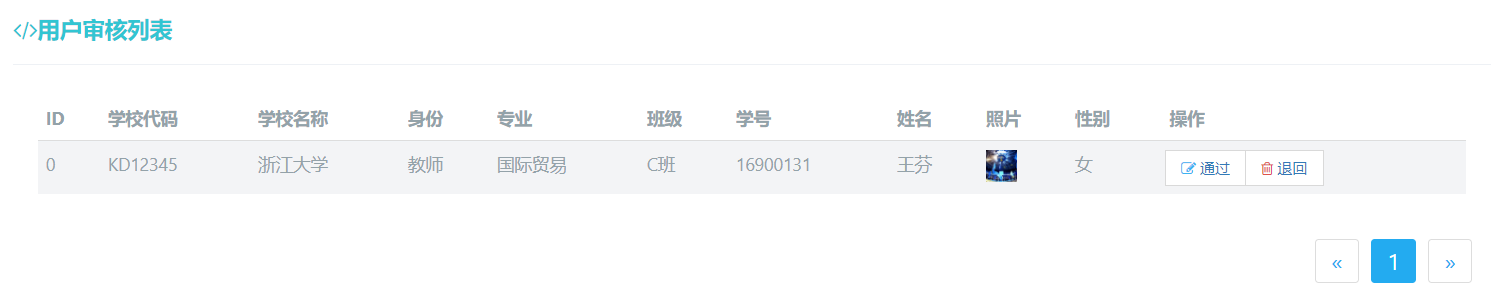 </>用户审核列表
ID 学校代码 学校名称 身份 专业 班级 学号 姓名 照片 性别 操作
0 KD12345 浙江大学 教师 国际贸易 C班 16900131 王芬 女 通过 退回
« 1 »